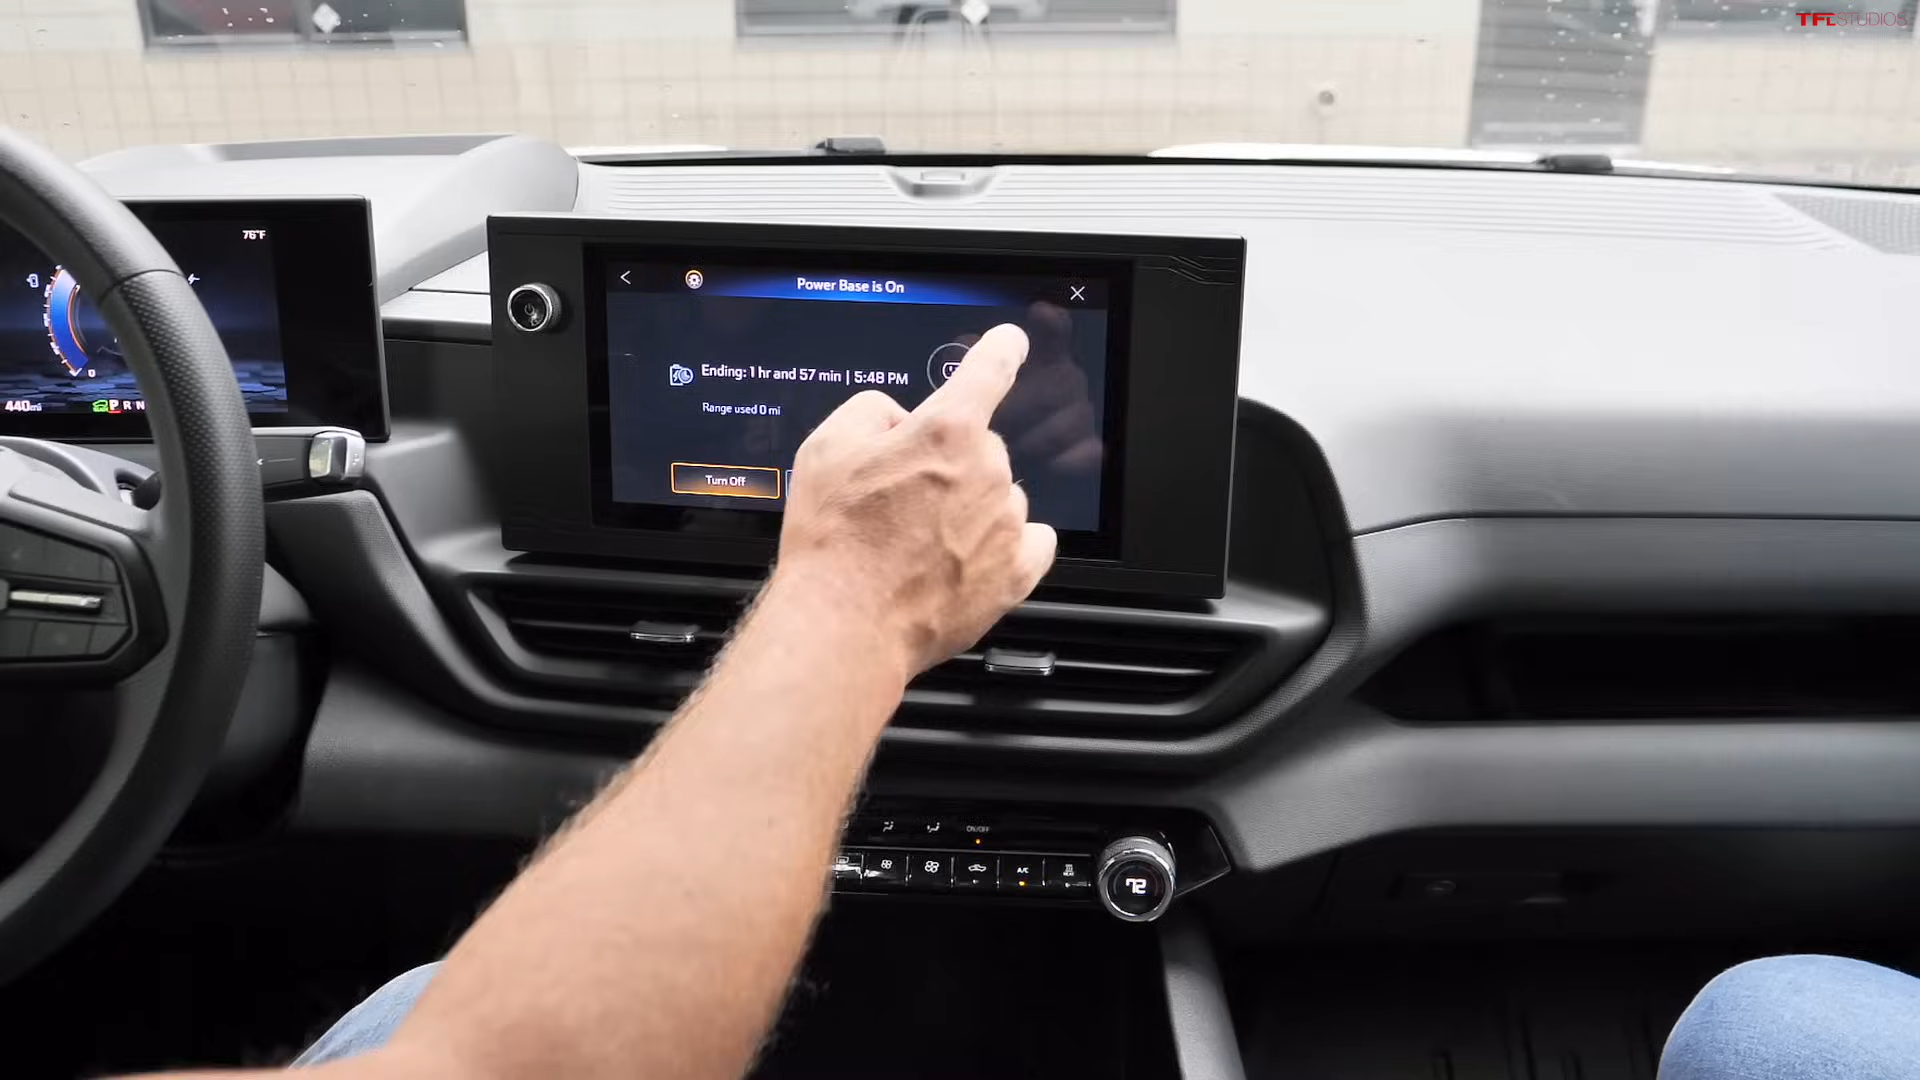 TFLSTUDIOS
76°F
Power Base is On
Ending: 1 hr and 57 min | 5:48 PM
Range used 0 mi
Turn Off
0
440mi
P R N
ON/OFF
A/C
72